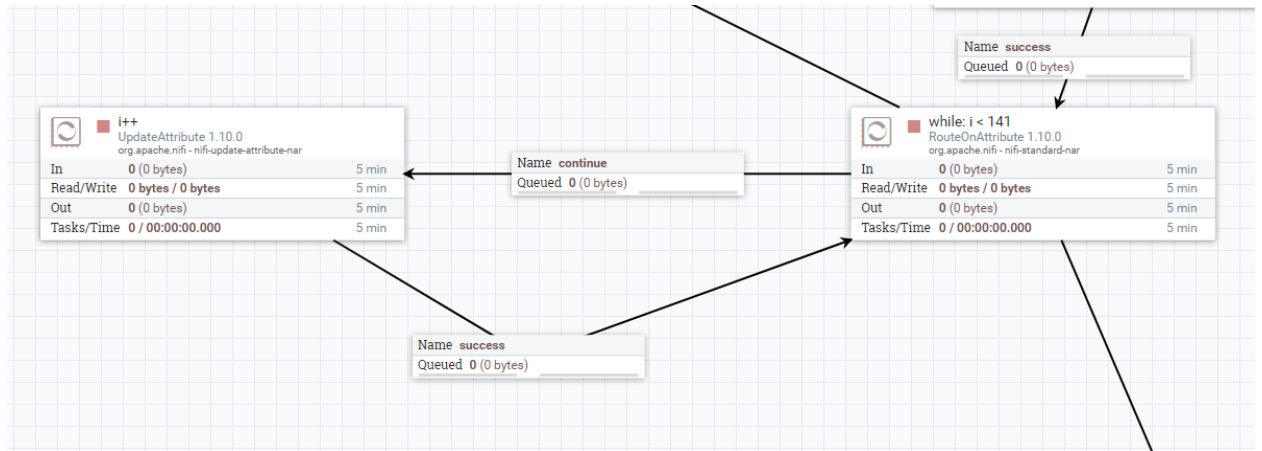 Name success
Queued 0 (0 bytes)
i++
UpdateAttribute 1.10.0
org.apache.nifi - nifi-update-attribute-nar
In 0 (0 bytes) 5 min
Read/Write 0 bytes / 0 bytes 5 min
Out 0 (0 bytes) 5 min
Tasks/Time 0 / 00:00:00.000 5 min
Name continue
Queued 0 (0 bytes)
while: i < 141
RouteOnAttribute 1.10.0
org.apache.nifi - nifi-standard-nar
In 0 (0 bytes) 5 min
Read/Write 0 bytes / 0 bytes 5 min
Out 0 (0 bytes) 5 min
Tasks/Time 0 / 00:00:00.000 5 min
Name success
Queued 0 (0 bytes)